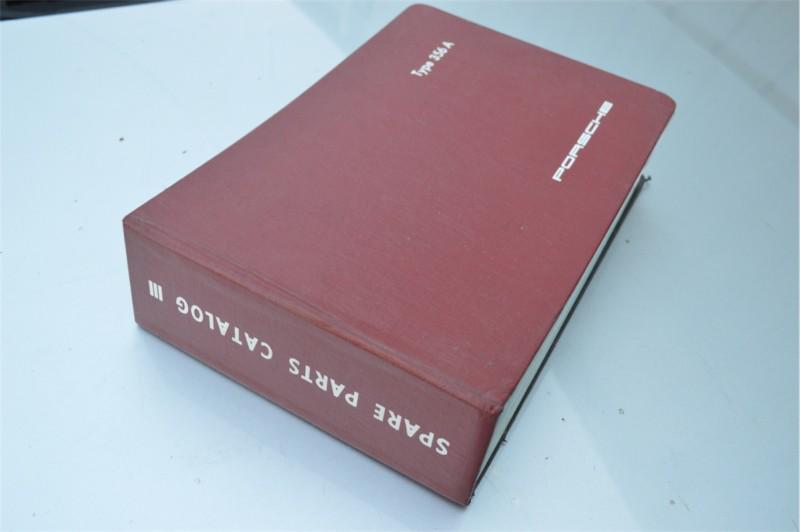 Type 356 A
PORSCHE
SPARE PARTS CATALOG III